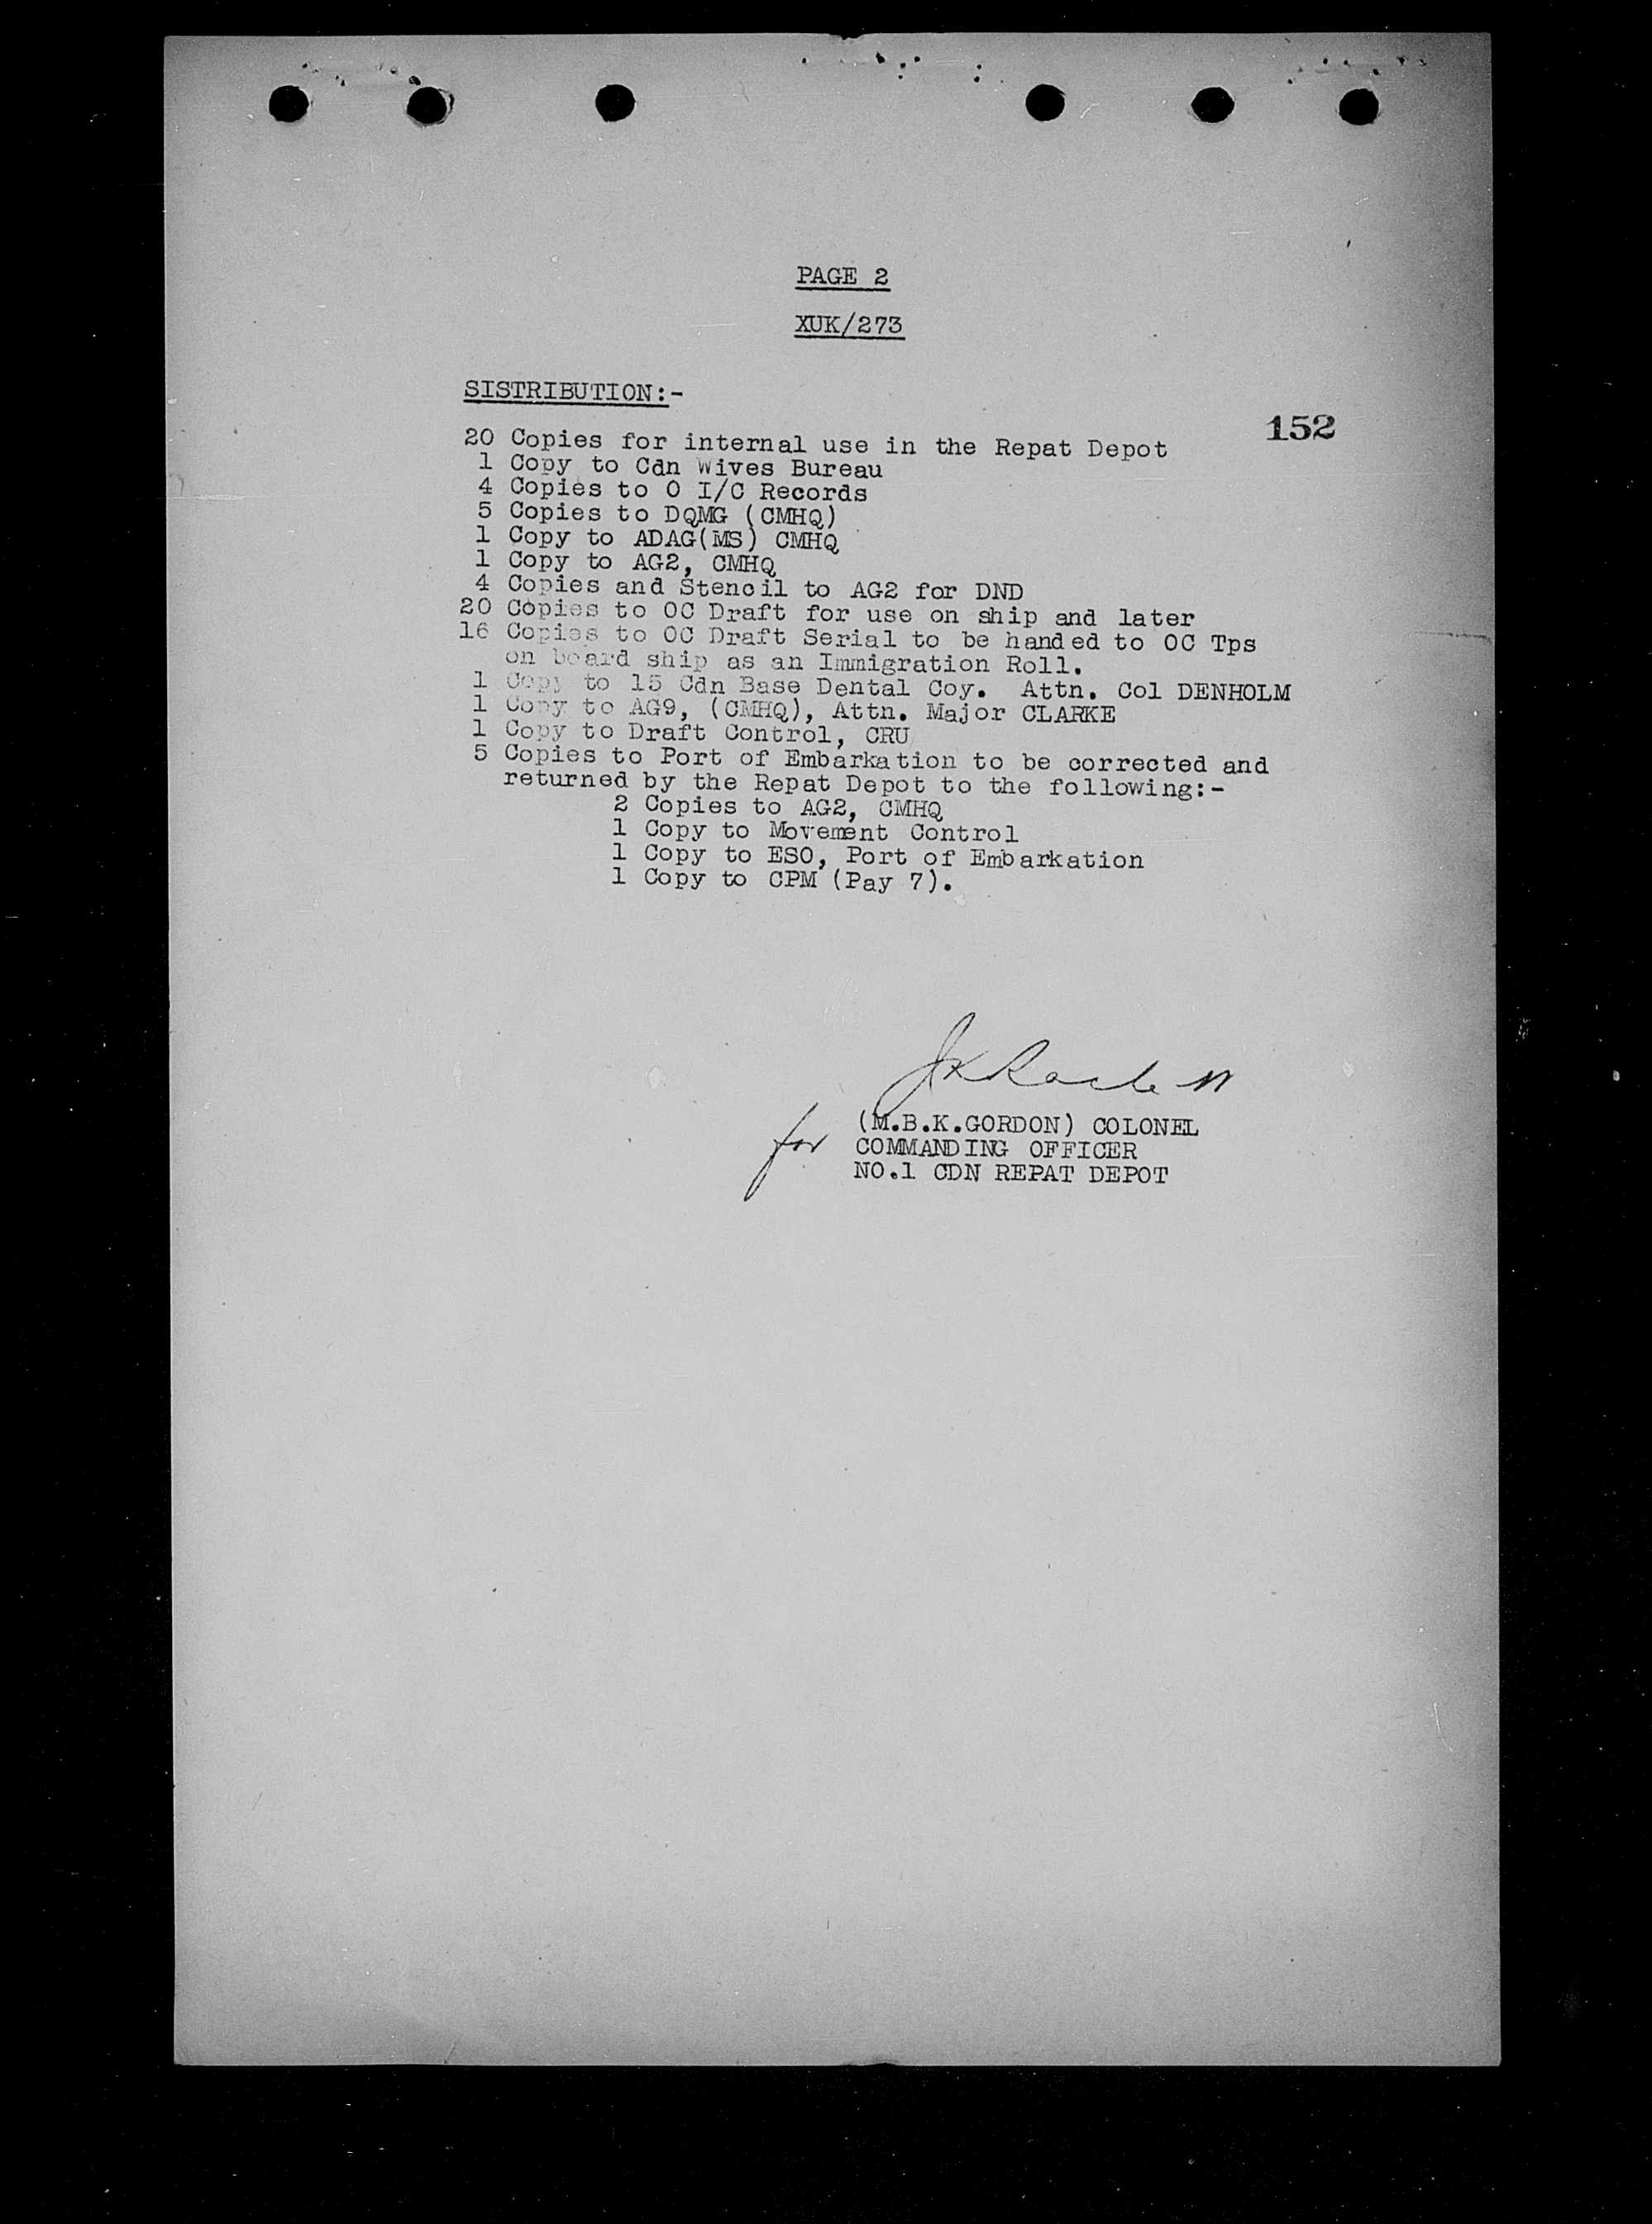 PAGE 2
XUK/273
SISTRIBUTION:-
152
20 Copies for internal use in the Repat Depot
1 Copy to Cdn Wives Bureau
4 Copies to O I/C Records
5 Copies to DQMG (CMHQ)
1 Copy to ADAG(MS) CMHQ
1 Copy to AG2, CMHQ
4 Copies and Stencil to AG2 for DND
20 Copies to OC Draft for use on ship and later
16 Copies to OC Draft Serial to be handed to OC Tps
on board ship as an Immigration Roll.
1 Copy to 15 Cdn Base Dental Coy. Attn. Col DENHOLM
1 Copy to AG9, (CMHQ), Attn. Major CLARKE
1 Copy to Draft Control, CRU
5 Copies to Port of Embarkation to be corrected and
returned by the Repat Depot to the following:-
2 Copies to AG2, CMHQ
1 Copy to Movement Control
1 Copy to ESO, Port of Embarkation
1 Copy to CPM (Pay 7).
(M.B.K.GORDON) COLONEL
for COMMANDING OFFICER
NO.1 CDN REPAT DEPOT